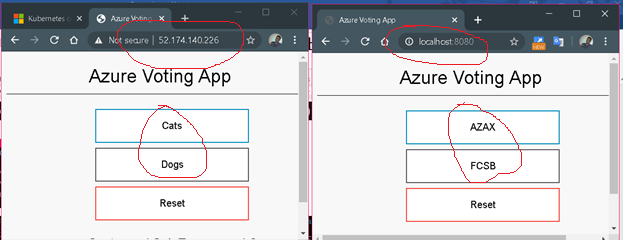 Kubernetes c
Azure Voting
Not secure | 52.174.140.226
Azure Voting App
Cats
Dogs
Reset
Azure Voting App
localhost:8080
NEW
Azure Voting App
AZAX
FCSB
Reset